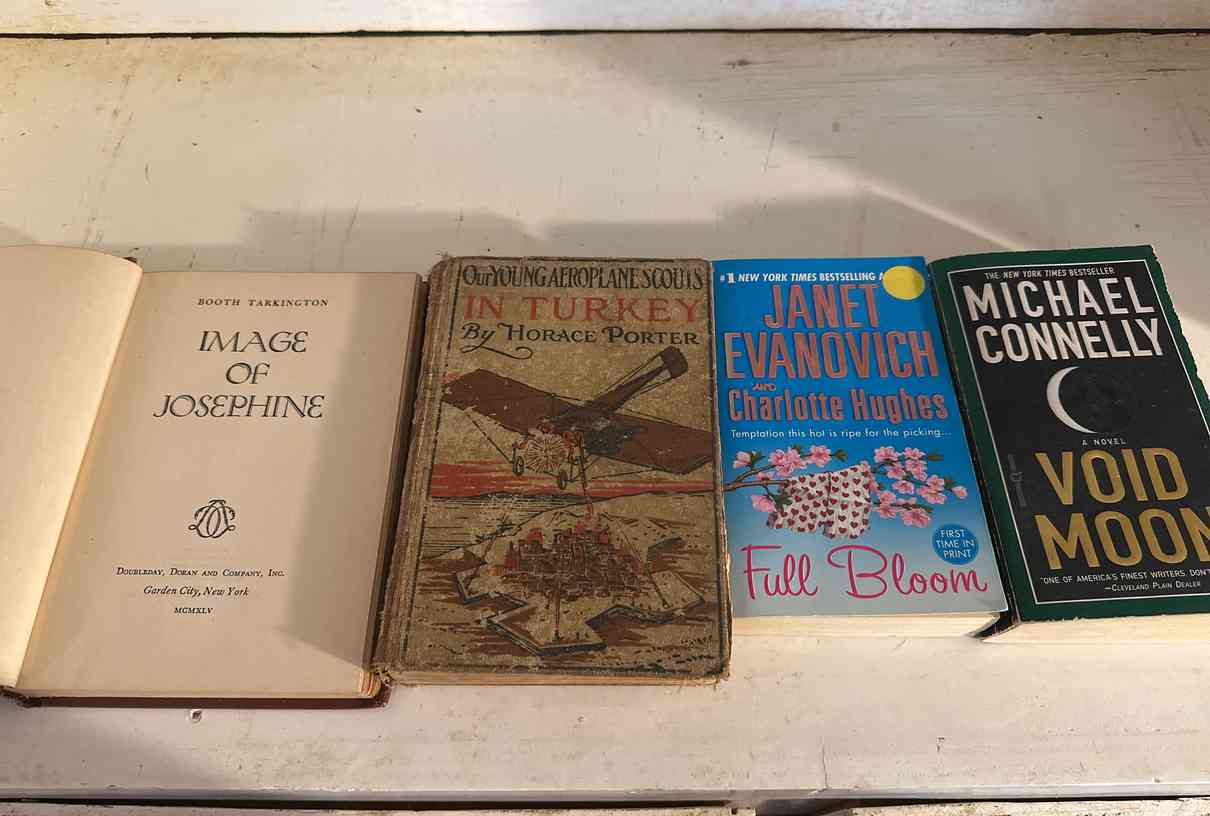 BOOTH TARKINGTON
IMAGE
OF
JOSEPHINE
DOUBLEDAY, DORAN AND COMPANY, INC.
Garden City, New York
MCMXLV
OUR YOUNG AEROPLANE SCOUTS
IN TURKEY
By HORACE PORTER
#1 NEW YORK TIMES BESTSELLING
JANET
EVANOVICH
AND
Charlotte Hughes
Temptation this hot is ripe for the picking...
FIRST
TIME IN
PRINT
Full Bloom
THE NEW YORK TIMES BESTSELLER
MICHAEL
CONNELLY
A NOVEL
VOID
MOON
"ONE OF AMERICA'S FINEST WRITERS.
—CLEVELAND PLAIN DEALER